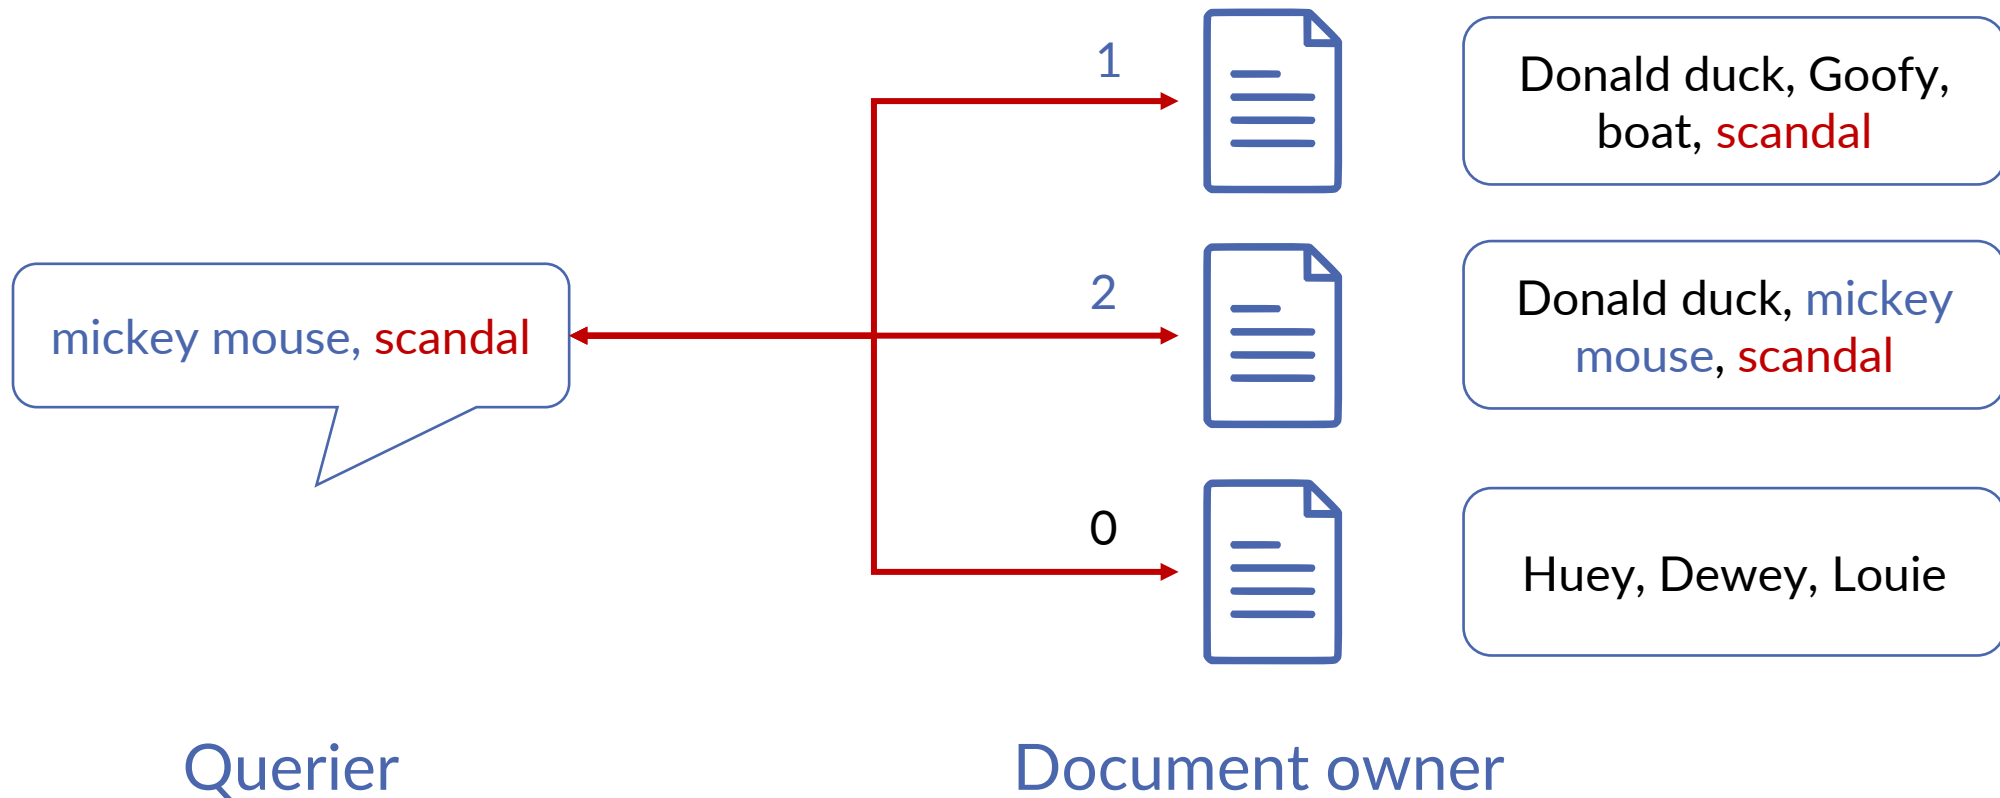 1
Donald duck, Goofy,
boat, scandal
mickey mouse, scandal
2
Donald duck, mickey
mouse, scandal
0
Huey, Dewey, Louie
Querier
Document owner